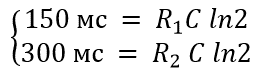 150 мс = R₁C ln2
300 мс = R₂ C ln2